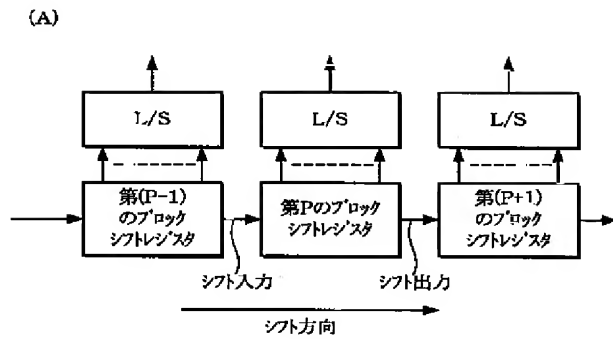 (A)
L/S
L/S
L/S
第(P-1)
のブロック
シフトレジスタ
第Pのブロック
シフトレジスタ
第(P+1)
のブロック
シフトレジスタ
シフト入力
シフト出力
シフト方向